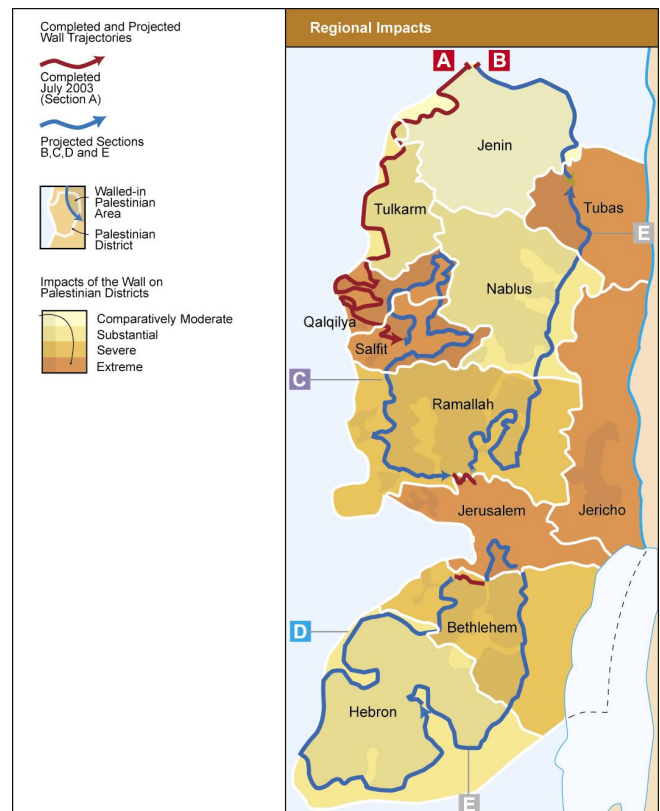 Completed and Projected
Wall Trajectories
Completed
July 2003
(Section A)
Projected Sections
B,C,D and E
Walled-in
Palestinian
Area
Palestinian
District
Impacts of the Wall on
Palestinian Districts
Comparatively Moderate
Substantial
Severe
Extreme
Regional Impacts
A
B
Jenin
Tubas
Tulkarm
E
Nablus
Qalqilya
Salfit
C
Ramallah
Jerusalem
Jericho
D
Bethlehem
Hebron
E